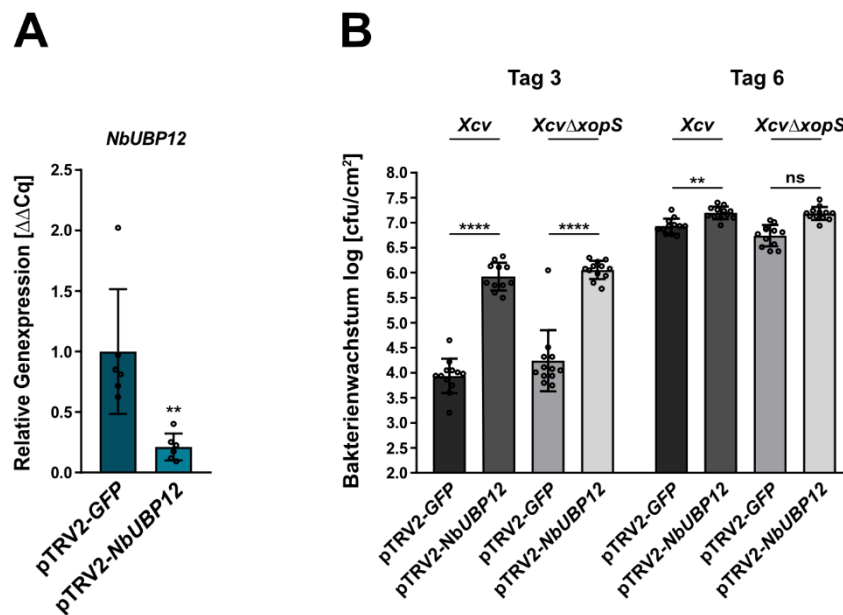 A
NbUBP12
Relative Genexpression [ΔΔCq]
2.5
2.0
1.5
1.0
0.5
0.0
**
pTRV2-GFP
pTRV2-NbUBP12
B
Tag 3
Tag 6
Xcv
XcvΔxopS
Xcv
XcvΔxopS
Bakterienwachstum log [cfu/cm²]
8.0
7.5
7.0
6.5
6.0
5.5
5.0
4.5
4.0
3.5
3.0
2.5
2.0
****
****
**
ns
pTRV2-GFP
pTRV2-NbUBP12
pTRV2-GFP
pTRV2-NbUBP12
pTRV2-GFP
pTRV2-NbUBP12
pTRV2-GFP
pTRV2-NbUBP12